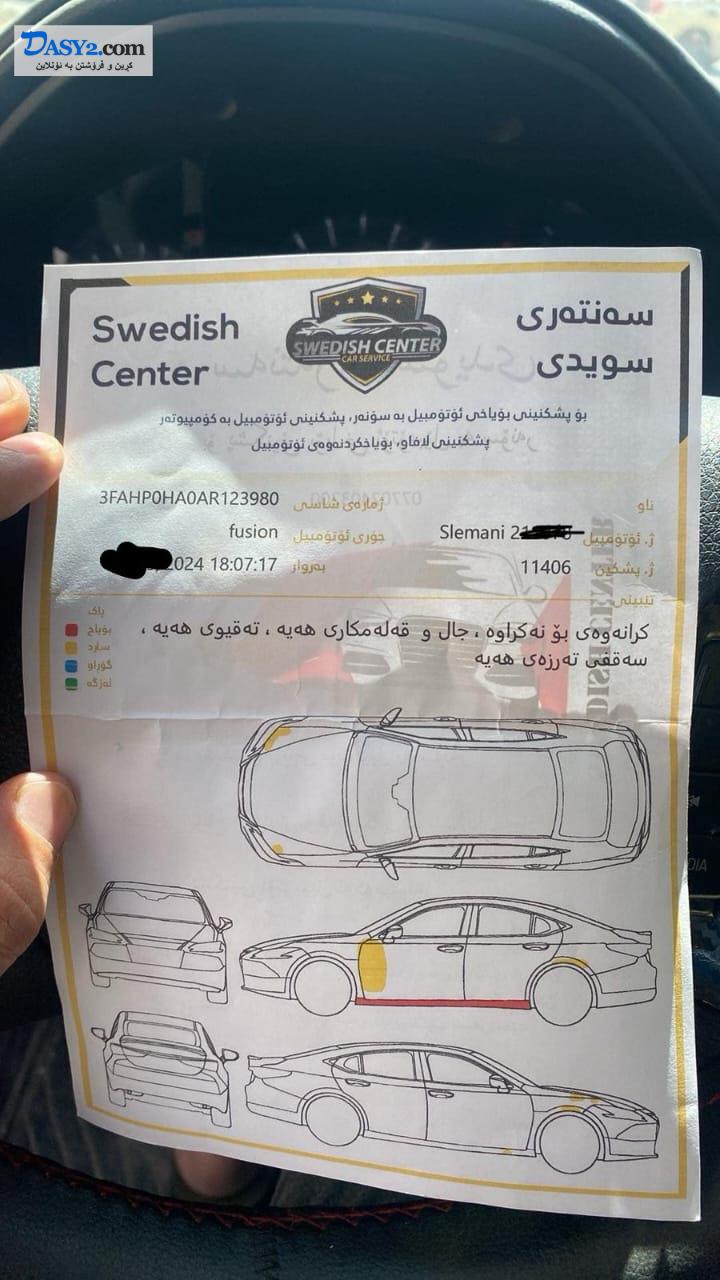 DASY2.com
کڕین و فرۆشتن بە ئۆنلاین
Swedish Center
سەنتەری سویدی
SWEDISH CENTER
CAR SERVICE
بۆ پشکنینی بۆیاخی ئۆتۆمبیل بە سۆنەر، پشکنینی ئۆتۆمبیل بە کۆمپیوتەر
پشکنینی لافاو، بۆیاخکردنەوەی ئۆتۆمبیل
ناو
ژمارەی شاسی 3FAHP0HA0AR123980
ژ. ئۆتۆمبیل Slemani 21
جۆری ئۆتۆمبیل fusion
ژ. پشکنین 11406
بەروار 2024 18:07:17
تێبینی
کرانەوەی بۆ نەکراوە ، جال و قەلەمکاری هەیە ، تەقیوی هەیە ،
سەقفی تەرزەی هەیە
پاک
بۆیاخ
سارد
گۆڕاو
لەزگە